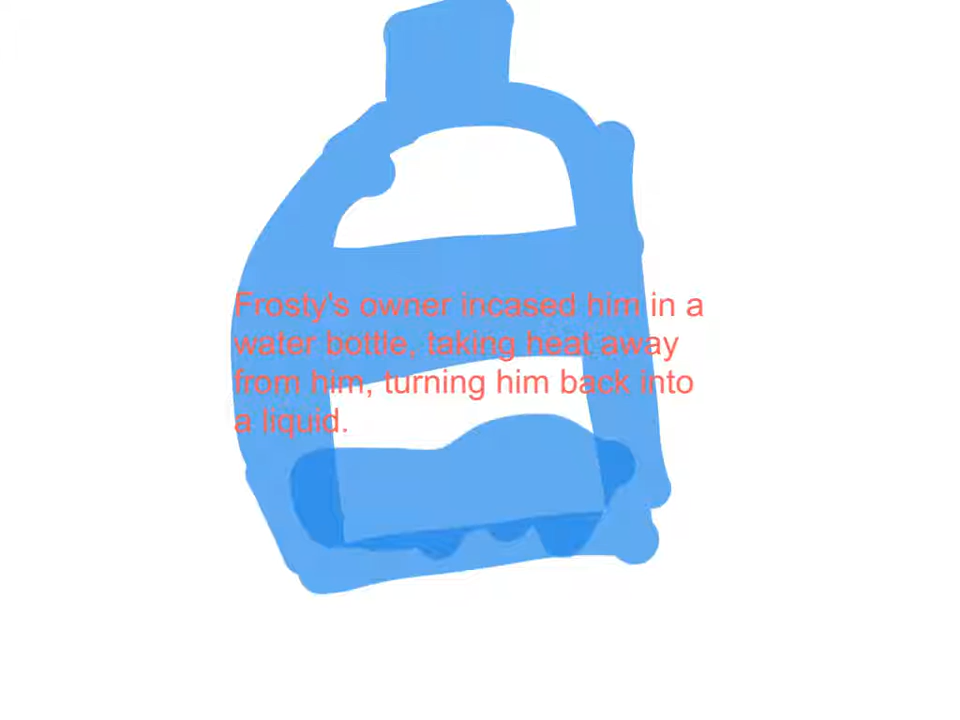 Frosty's owner incased him in a
water bottle, taking heat away
from him, turning him back into
a liquid.